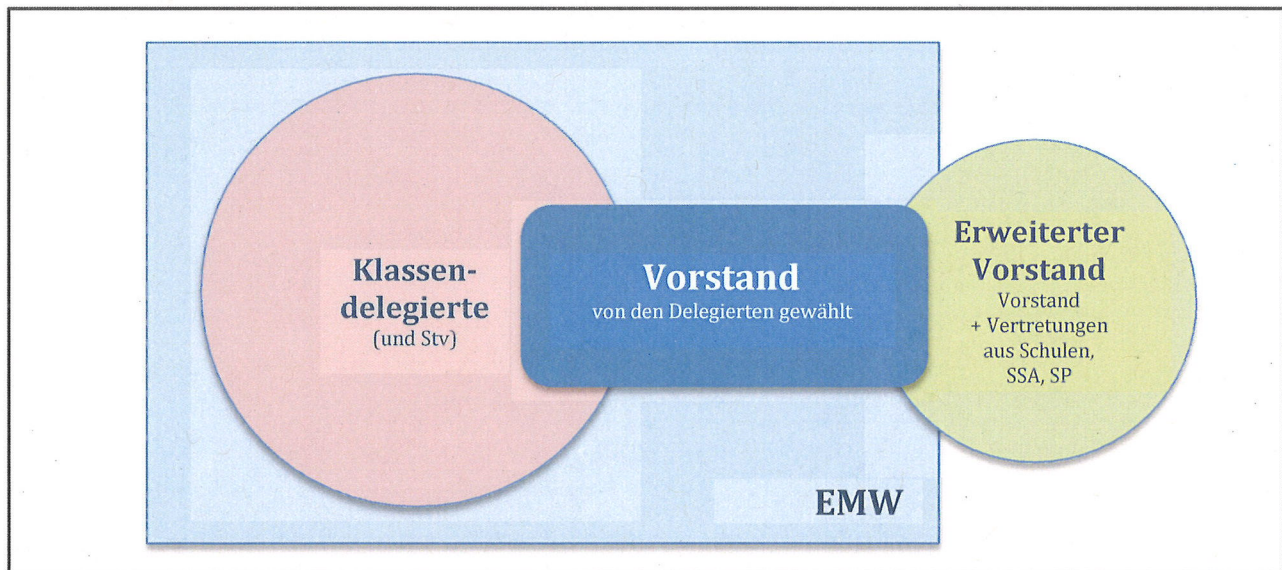 Klassen-
delegierte
(und Stv)
Vorstand
von den Delegierten gewählt
Erweiterter
Vorstand
Vorstand
+ Vertretungen
aus Schulen,
SSA, SP
EMW